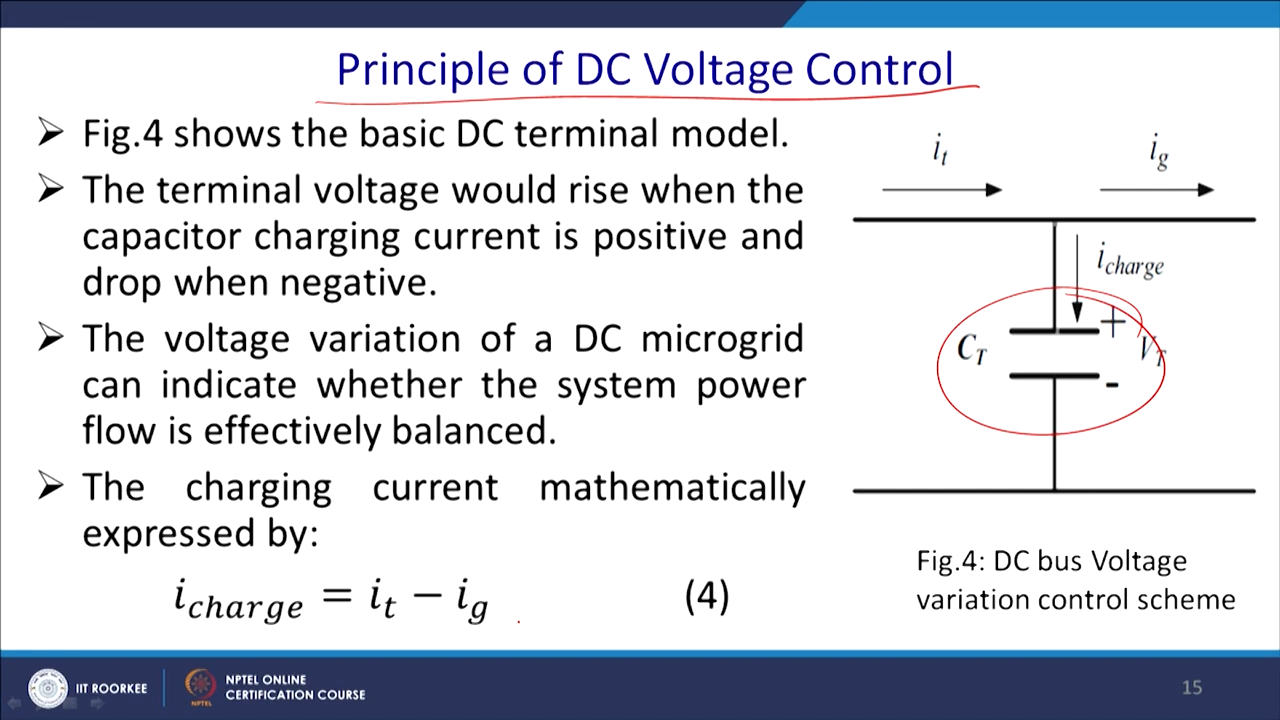 Principle of DC Voltage Control
➢ Fig.4 shows the basic DC terminal model.
➢ The terminal voltage would rise when the
capacitor charging current is positive and
drop when negative.
➢ The voltage variation of a DC microgrid
can indicate whether the system power
flow is effectively balanced.
➢ The charging current mathematically
expressed by:
i_charge = i_t − i_g (4)
i_t
i_g
i_charge
+
C_T
V_T
-
Fig.4: DC bus Voltage
variation control scheme
IIT ROORKEE
NPTEL ONLINE
CERTIFICATION COURSE
NPTEL
15